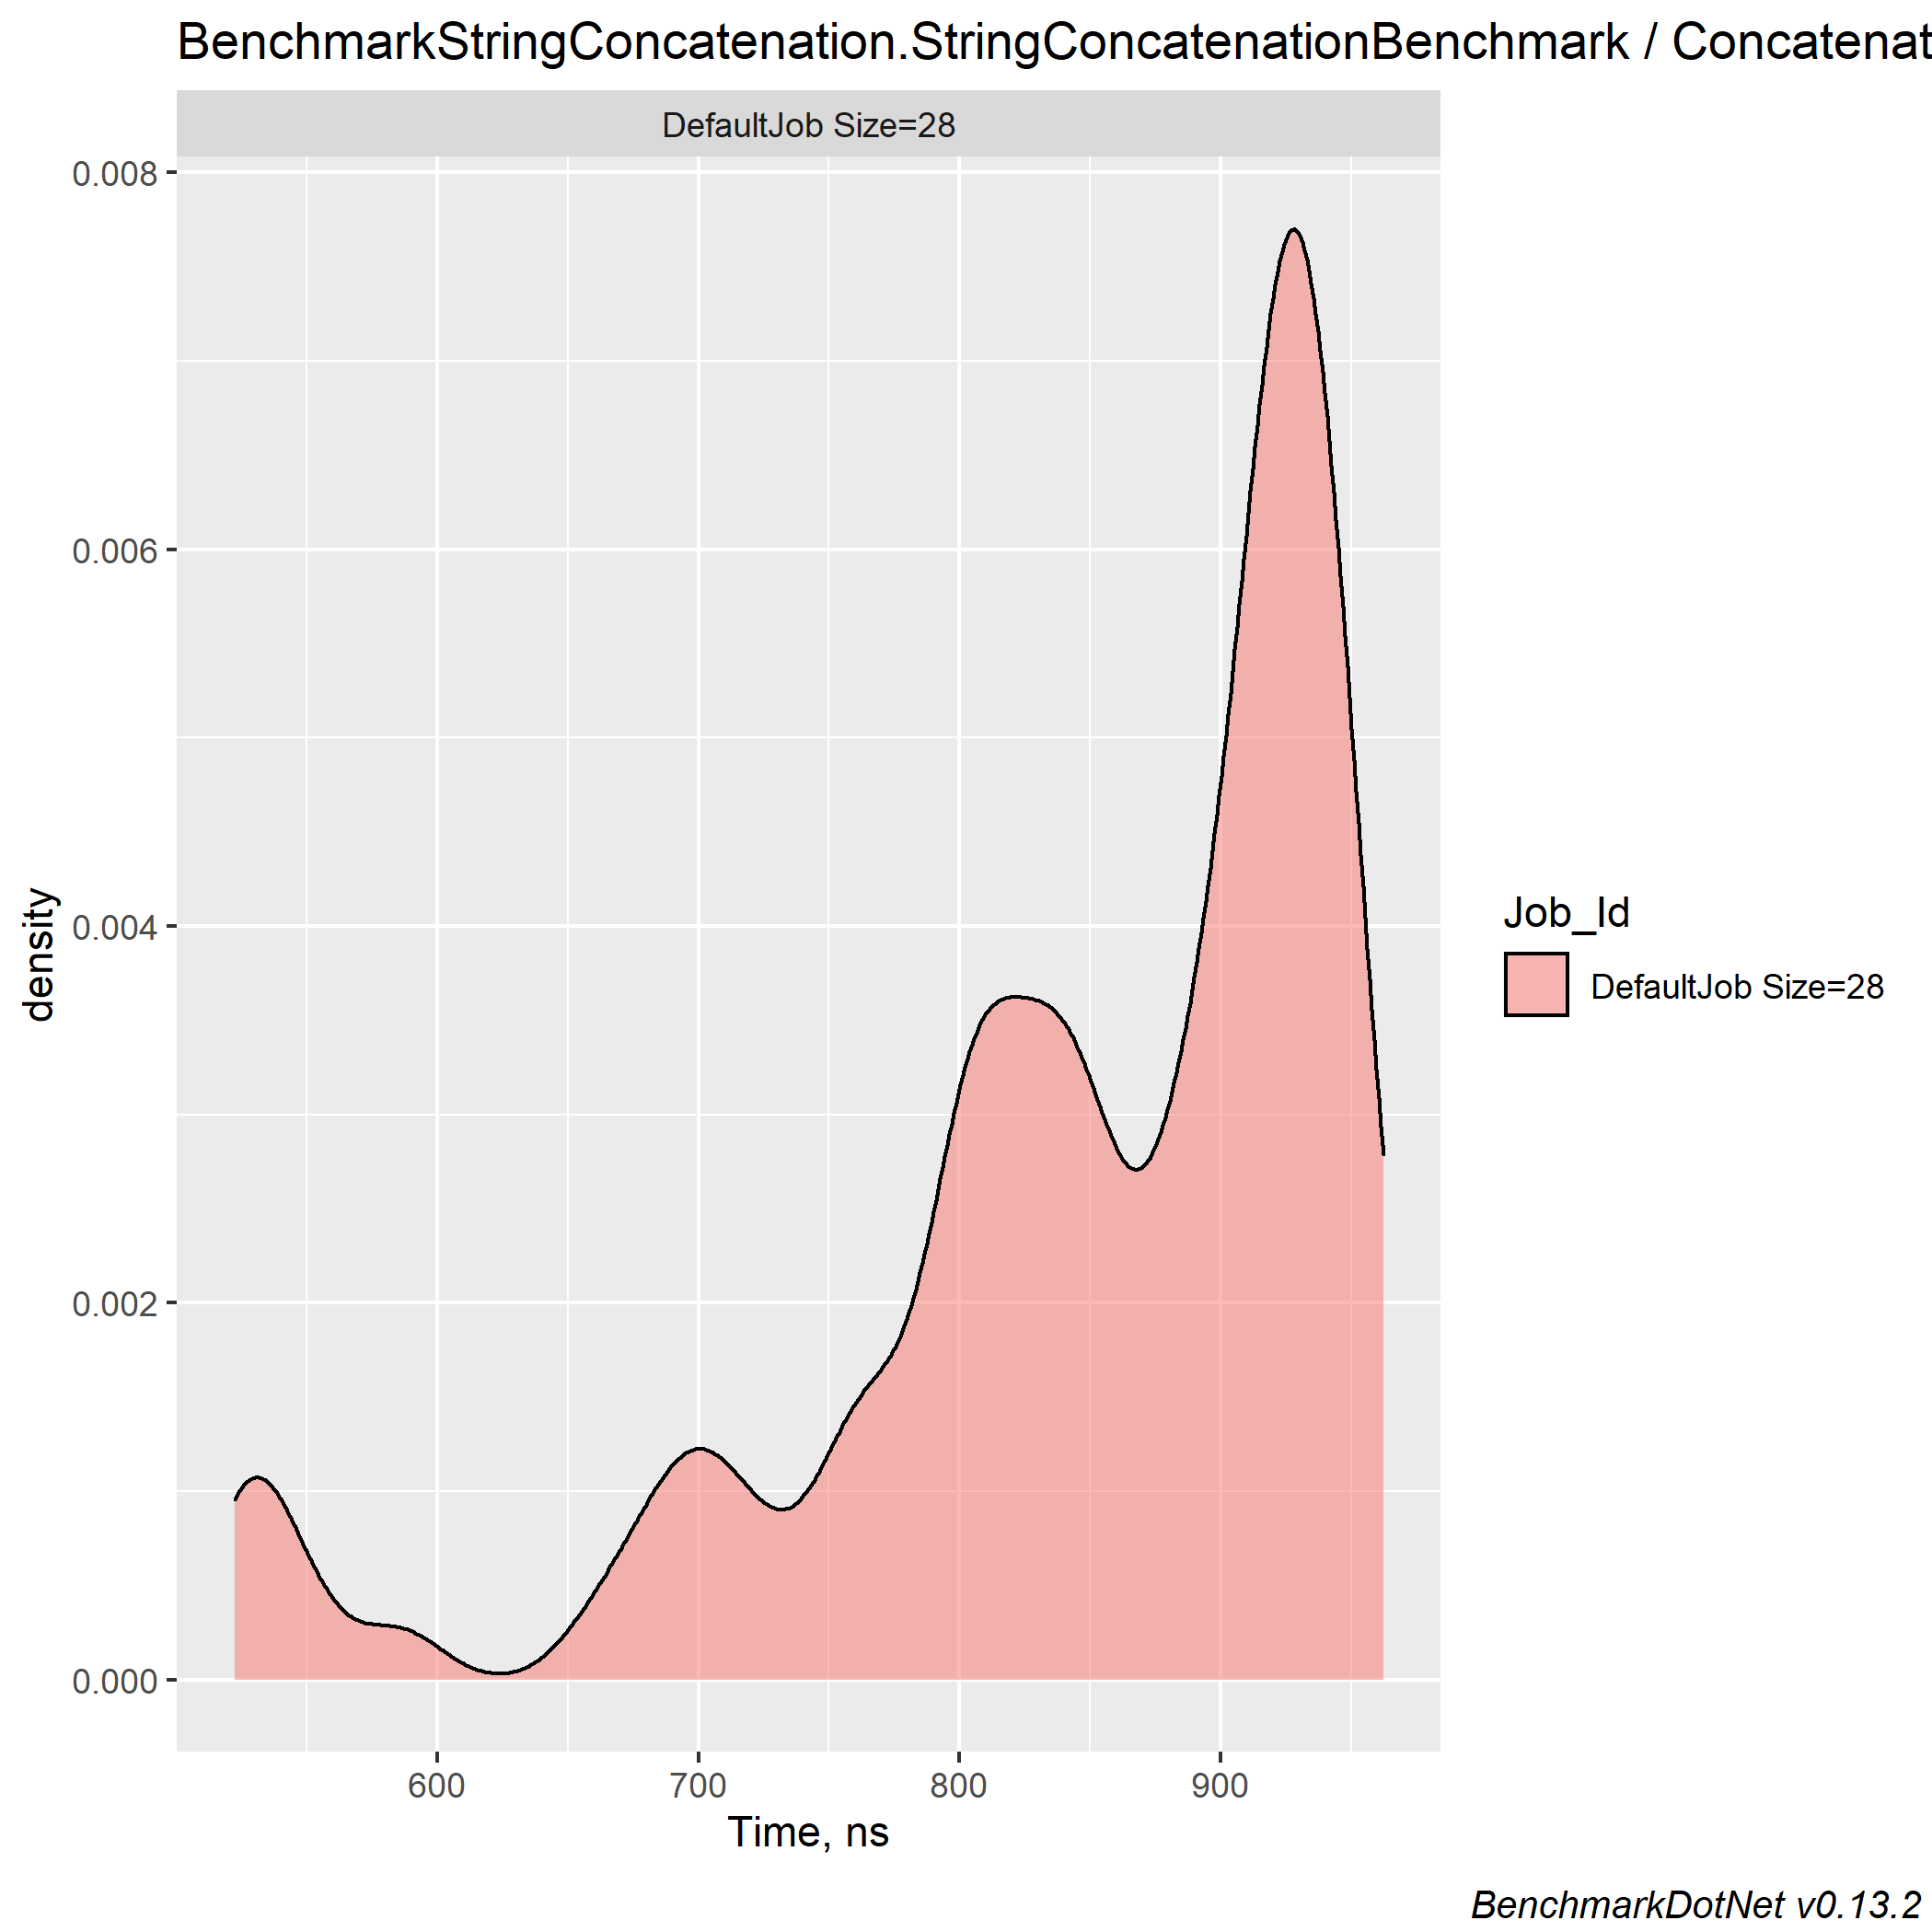 BenchmarkStringConcatenation.StringConcatenationBenchmark / Concatenat
DefaultJob Size=28
0.008
0.006
0.004
0.002
0.000
density
600 700 800 900
Time, ns
Job_Id
DefaultJob Size=28
BenchmarkDotNet v0.13.2